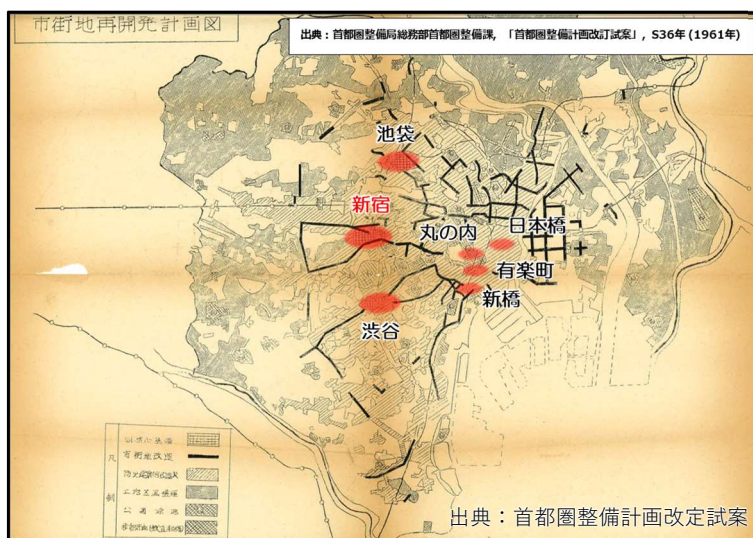 市街地再開発計画図
出典：首都圏整備局総務部首都圏整備課，「首都圏整備計画改訂試案」，S36年 (1961年)
池袋
新宿
丸の内
日本橋
有楽町
新橋
渋谷
凡例
出典：首都圏整備計画改定試案